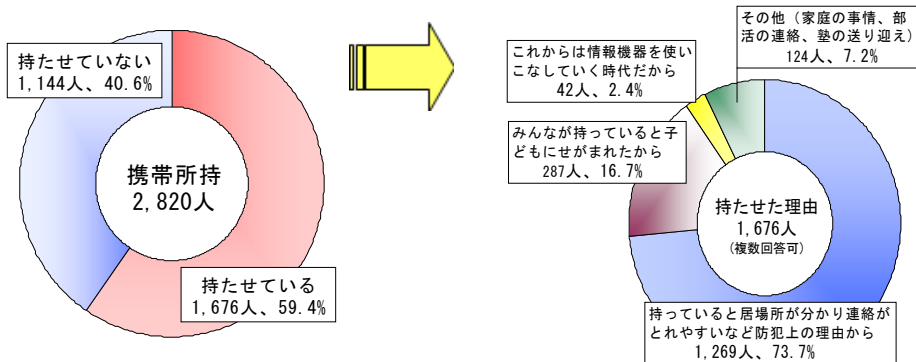 持たせていない
1,144人、40.6%
携帯所持
2,820人
持たせている
1,676人、59.4%
その他（家庭の事情、部
活の連絡、塾の送り迎え）
124人、7.2%
これからは情報機器を使い
こなしていく時代だから
42人、2.4%
みんなが持っていると子
どもにせがまれたから
287人、16.7%
持たせた理由
1,676人
(複数回答可)
持っていると居場所が分かり連絡が
とれやすいなど防犯上の理由から
1,269人、73.7%